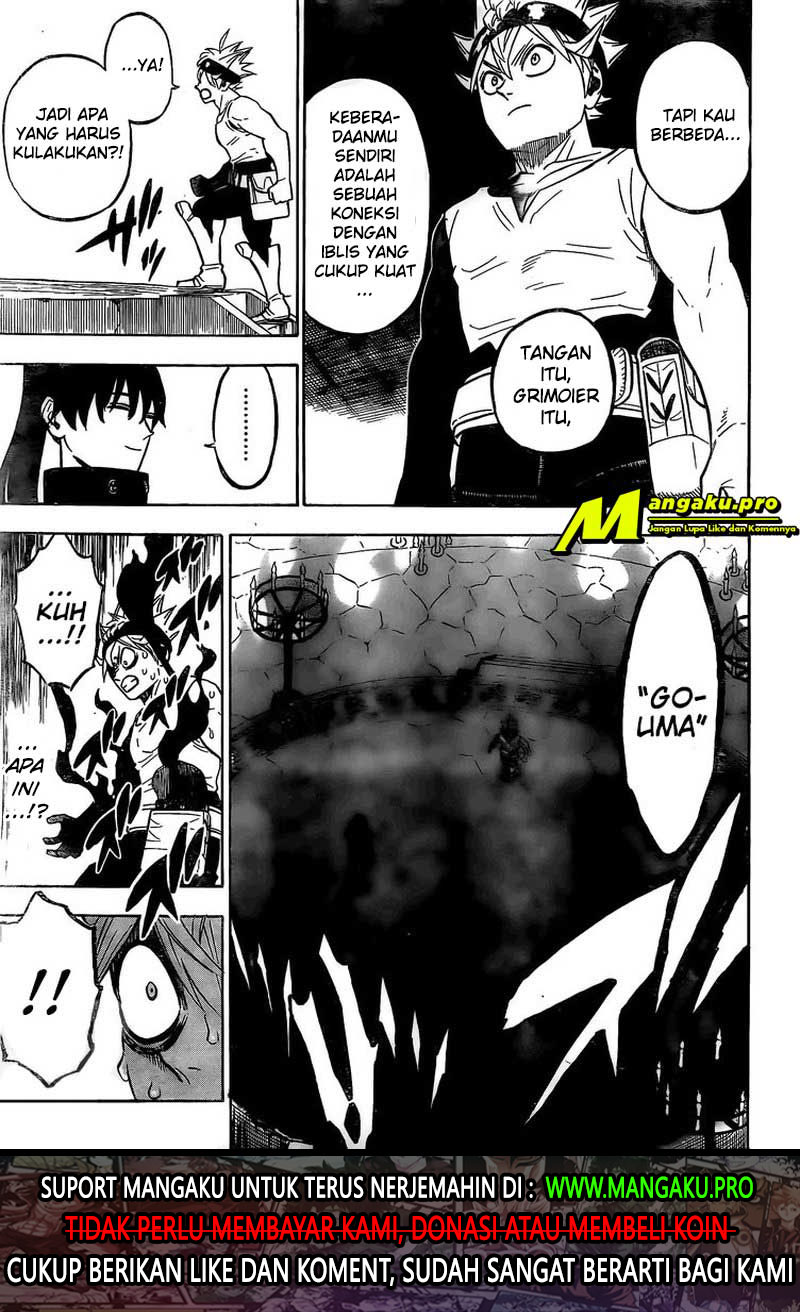 TAPI KAU
BERBEDA...
KEBERA-
DAANMU
SENDIRI
ADALAH
SEBUAH
KONEKSI
DENGAN
IBLIS YANG
CUKUP KUAT
...
TANGAN
ITU,
GRIMOIER
ITU,
...YA!
JADI APA
YANG HARUS
KULAKUKAN?!
.........
Mangaku.pro
Jangan Lupa Like dan Komennya.
"GO-
UMA"
...
KUH
...!!
...
APA
INI
...!?
!!
SUPORT MANGAKU UNTUK TERUS NERJEMAHIN DI : WWW.MANGAKU.PRO
TIDAK PERLU MEMBAYAR KAMI, DONASI ATAU MEMBELI KOIN
CUKUP BERIKAN LIKE DAN KOMENT, SUDAH SANGAT BERARTI BAGI KAMI